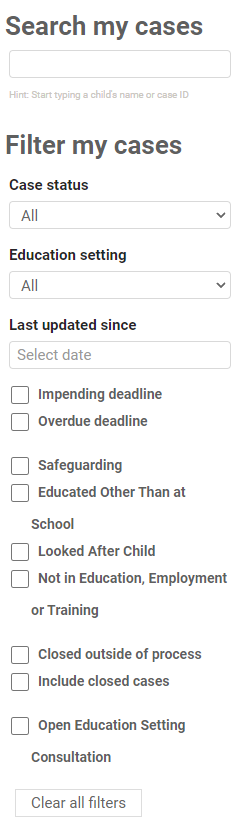 Search my cases
Hint: Start typing a child's name or case ID
Filter my cases
Case status
All
Education setting
All
Last updated since
Select date
Impending deadline
Overdue deadline
Safeguarding
Educated Other Than at
School
Looked After Child
Not in Education, Employment
or Training
Closed outside of process
Include closed cases
Open Education Setting
Consultation
Clear all filters